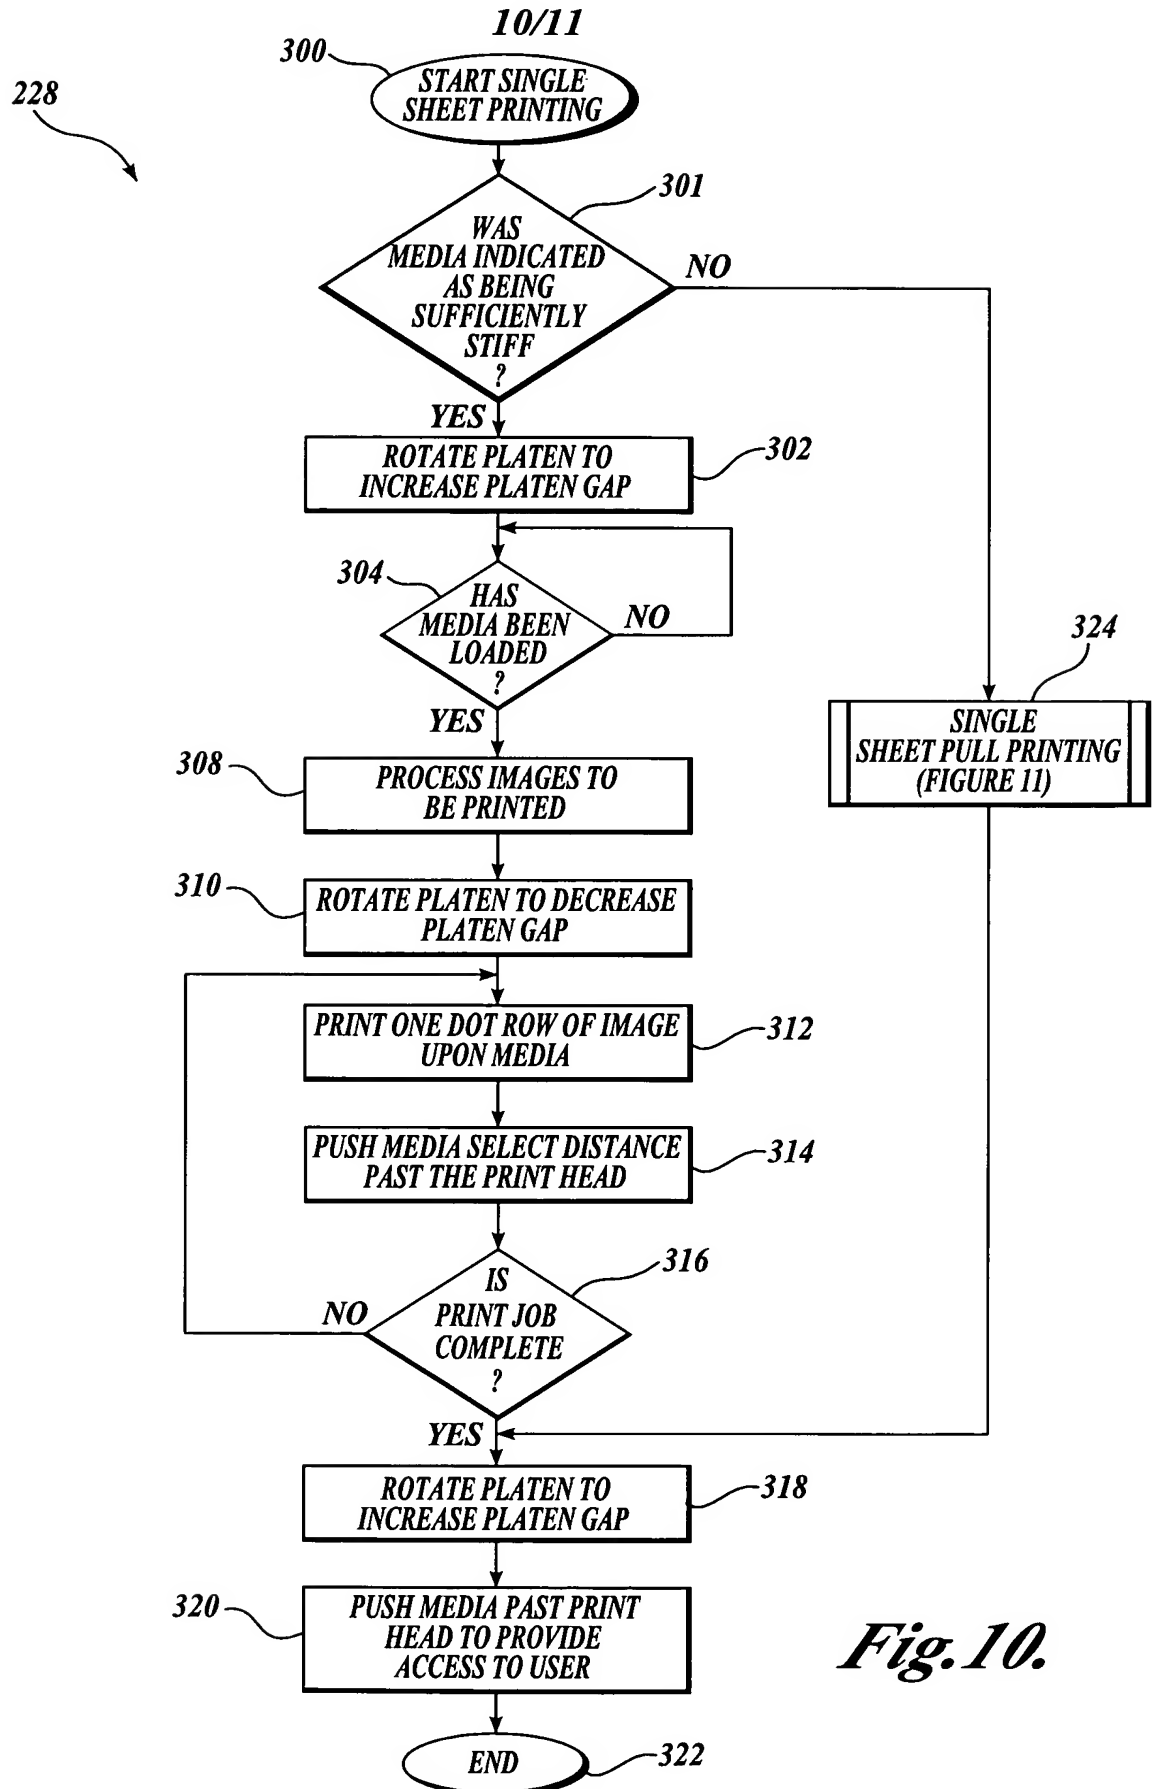 10/11
300
START SINGLE
SHEET PRINTING
228
301
WAS
MEDIA INDICATED
AS BEING
SUFFICIENTLY
STIFF
?
NO
YES
ROTATE PLATEN TO
INCREASE PLATEN GAP
302
304
HAS
MEDIA BEEN
LOADED
?
NO
YES
324
SINGLE
SHEET PULL PRINTING
(FIGURE 11)
308
PROCESS IMAGES TO
BE PRINTED
310
ROTATE PLATEN TO DECREASE
PLATEN GAP
PRINT ONE DOT ROW OF IMAGE
UPON MEDIA
312
PUSH MEDIA SELECT DISTANCE
PAST THE PRINT HEAD
314
316
IS
PRINT JOB
COMPLETE
?
NO
YES
ROTATE PLATEN TO
INCREASE PLATEN GAP
318
320
PUSH MEDIA PAST PRINT
HEAD TO PROVIDE
ACCESS TO USER
END
322
Fig. 10.